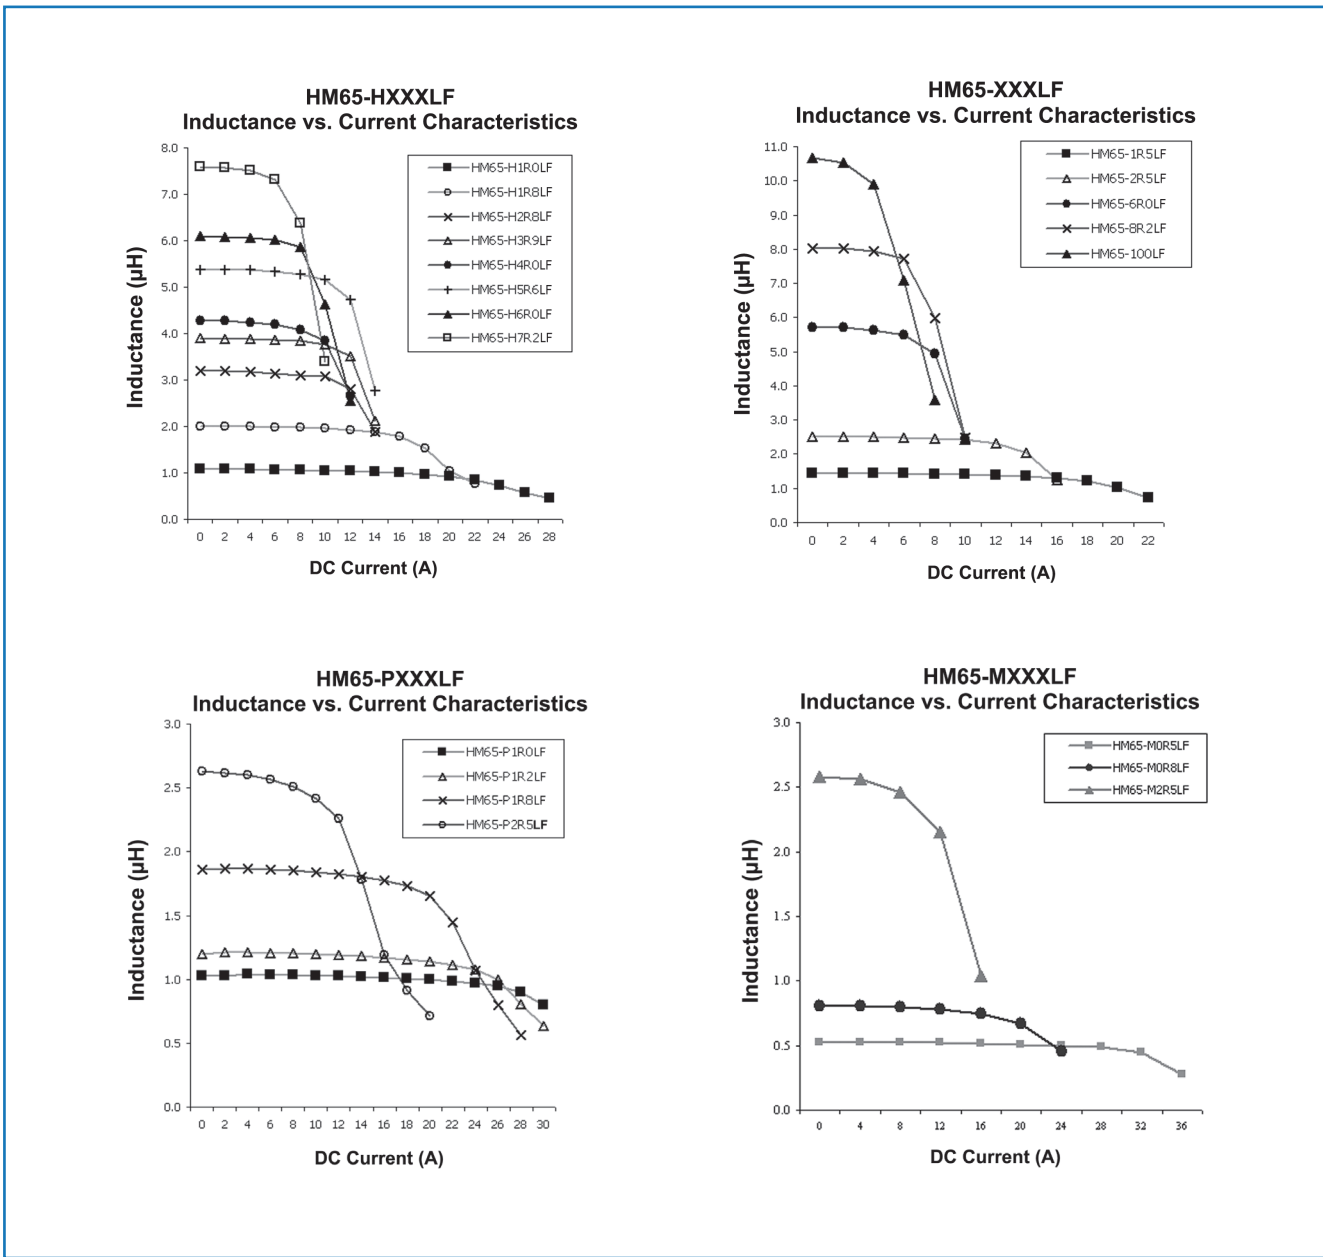 HM65-HXXXLF
Inductance vs. Current Characteristics
8.0
7.0
6.0
5.0
4.0
3.0
2.0
1.0
0.0
Inductance (µH)
HM65-H1R0LF
HM65-H1R8LF
HM65-H2R8LF
HM65-H3R9LF
HM65-H4R0LF
HM65-H5R6LF
HM65-H6R0LF
HM65-H7R2LF
0 2 4 6 8 10 12 14 16 18 20 22 24 26 28
DC Current (A)
HM65-XXXLF
Inductance vs. Current Characteristics
11.0
10.0
9.0
8.0
7.0
6.0
5.0
4.0
3.0
2.0
1.0
0.0
Inductance (µH)
HM65-1R5LF
HM65-2R5LF
HM65-6R0LF
HM65-8R2LF
HM65-100LF
0 2 4 6 8 10 12 14 16 18 20 22
DC Current (A)
HM65-PXXXLF
Inductance vs. Current Characteristics
3.0
2.5
2.0
1.5
1.0
0.5
0.0
Inductance (µH)
HM65-P1R0LF
HM65-P1R2LF
HM65-P1R8LF
HM65-P2R5LF
0 2 4 6 8 10 12 14 16 18 20 22 24 26 28 30
DC Current (A)
HM65-MXXXLF
Inductance vs. Current Characteristics
3.0
2.5
2.0
1.5
1.0
0.5
0.0
Inductance (µH)
HM65-M0R5LF
HM65-M0R8LF
HM65-M2R5LF
0 4 8 12 16 20 24 28 32 36
DC Current (A)